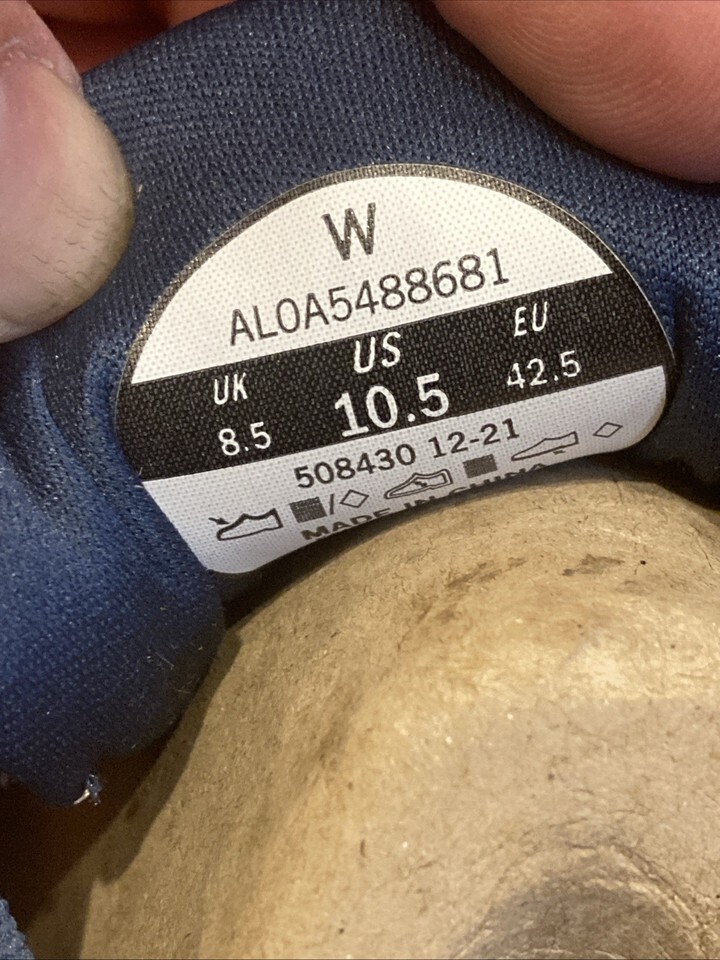 W
AL0A5488681
UK US EU
8.5 10.5 42.5
508430 12-21
MADE IN CHINA